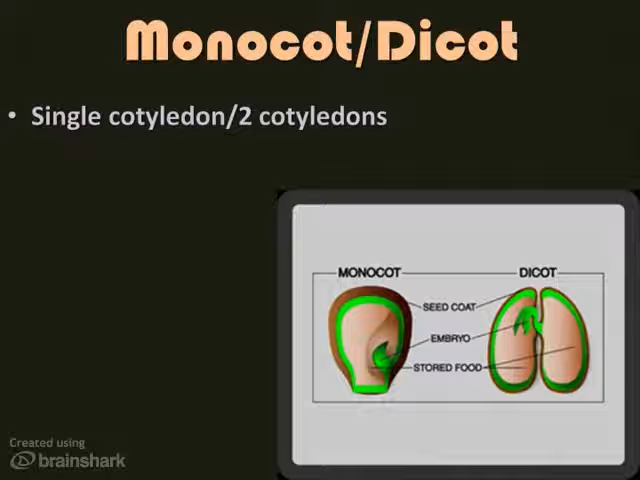 Monocot/Dicot
• Single cotyledon/2 cotyledons
MONOCOT DICOT
SEED COAT
EMBRYO
STORED FOOD
Created using
brainshark